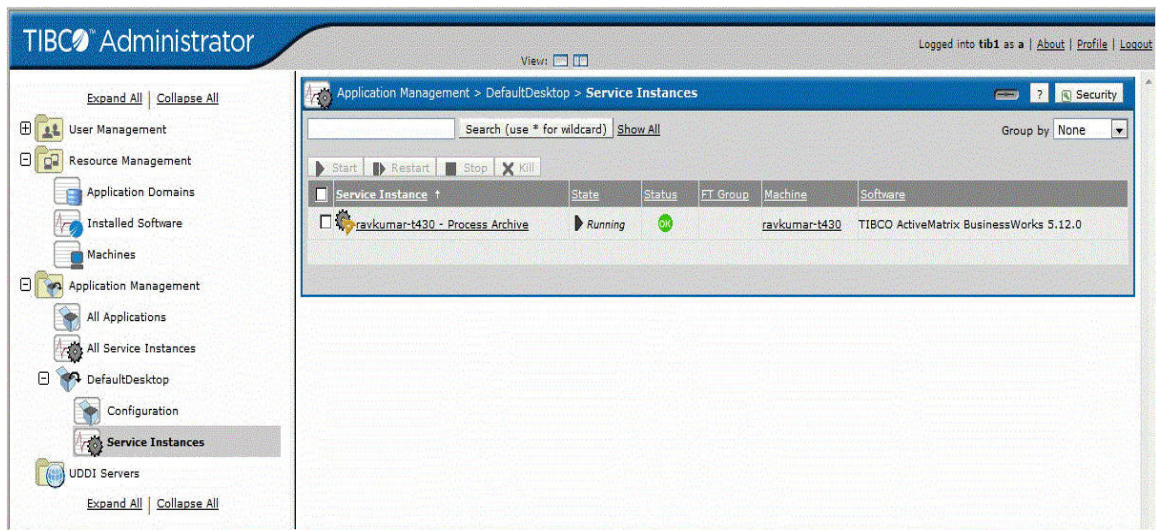 TIBCO™ Administrator
View:
Logged into tib1 as a | About | Profile | Logout
Expand All | Collapse All
User Management
Resource Management
Application Domains
Installed Software
Machines
Application Management
All Applications
All Service Instances
DefaultDesktop
Configuration
Service Instances
UDDI Servers
Expand All | Collapse All
Application Management > DefaultDesktop > Service Instances
? Security
Search (use * for wildcard) Show All
Group by None
Start Restart Stop Kill
Service Instance ↑ State Status FT Group Machine Software
ravkumar-t430 - Process Archive Running OK ravkumar-t430 TIBCO ActiveMatrix BusinessWorks 5.12.0